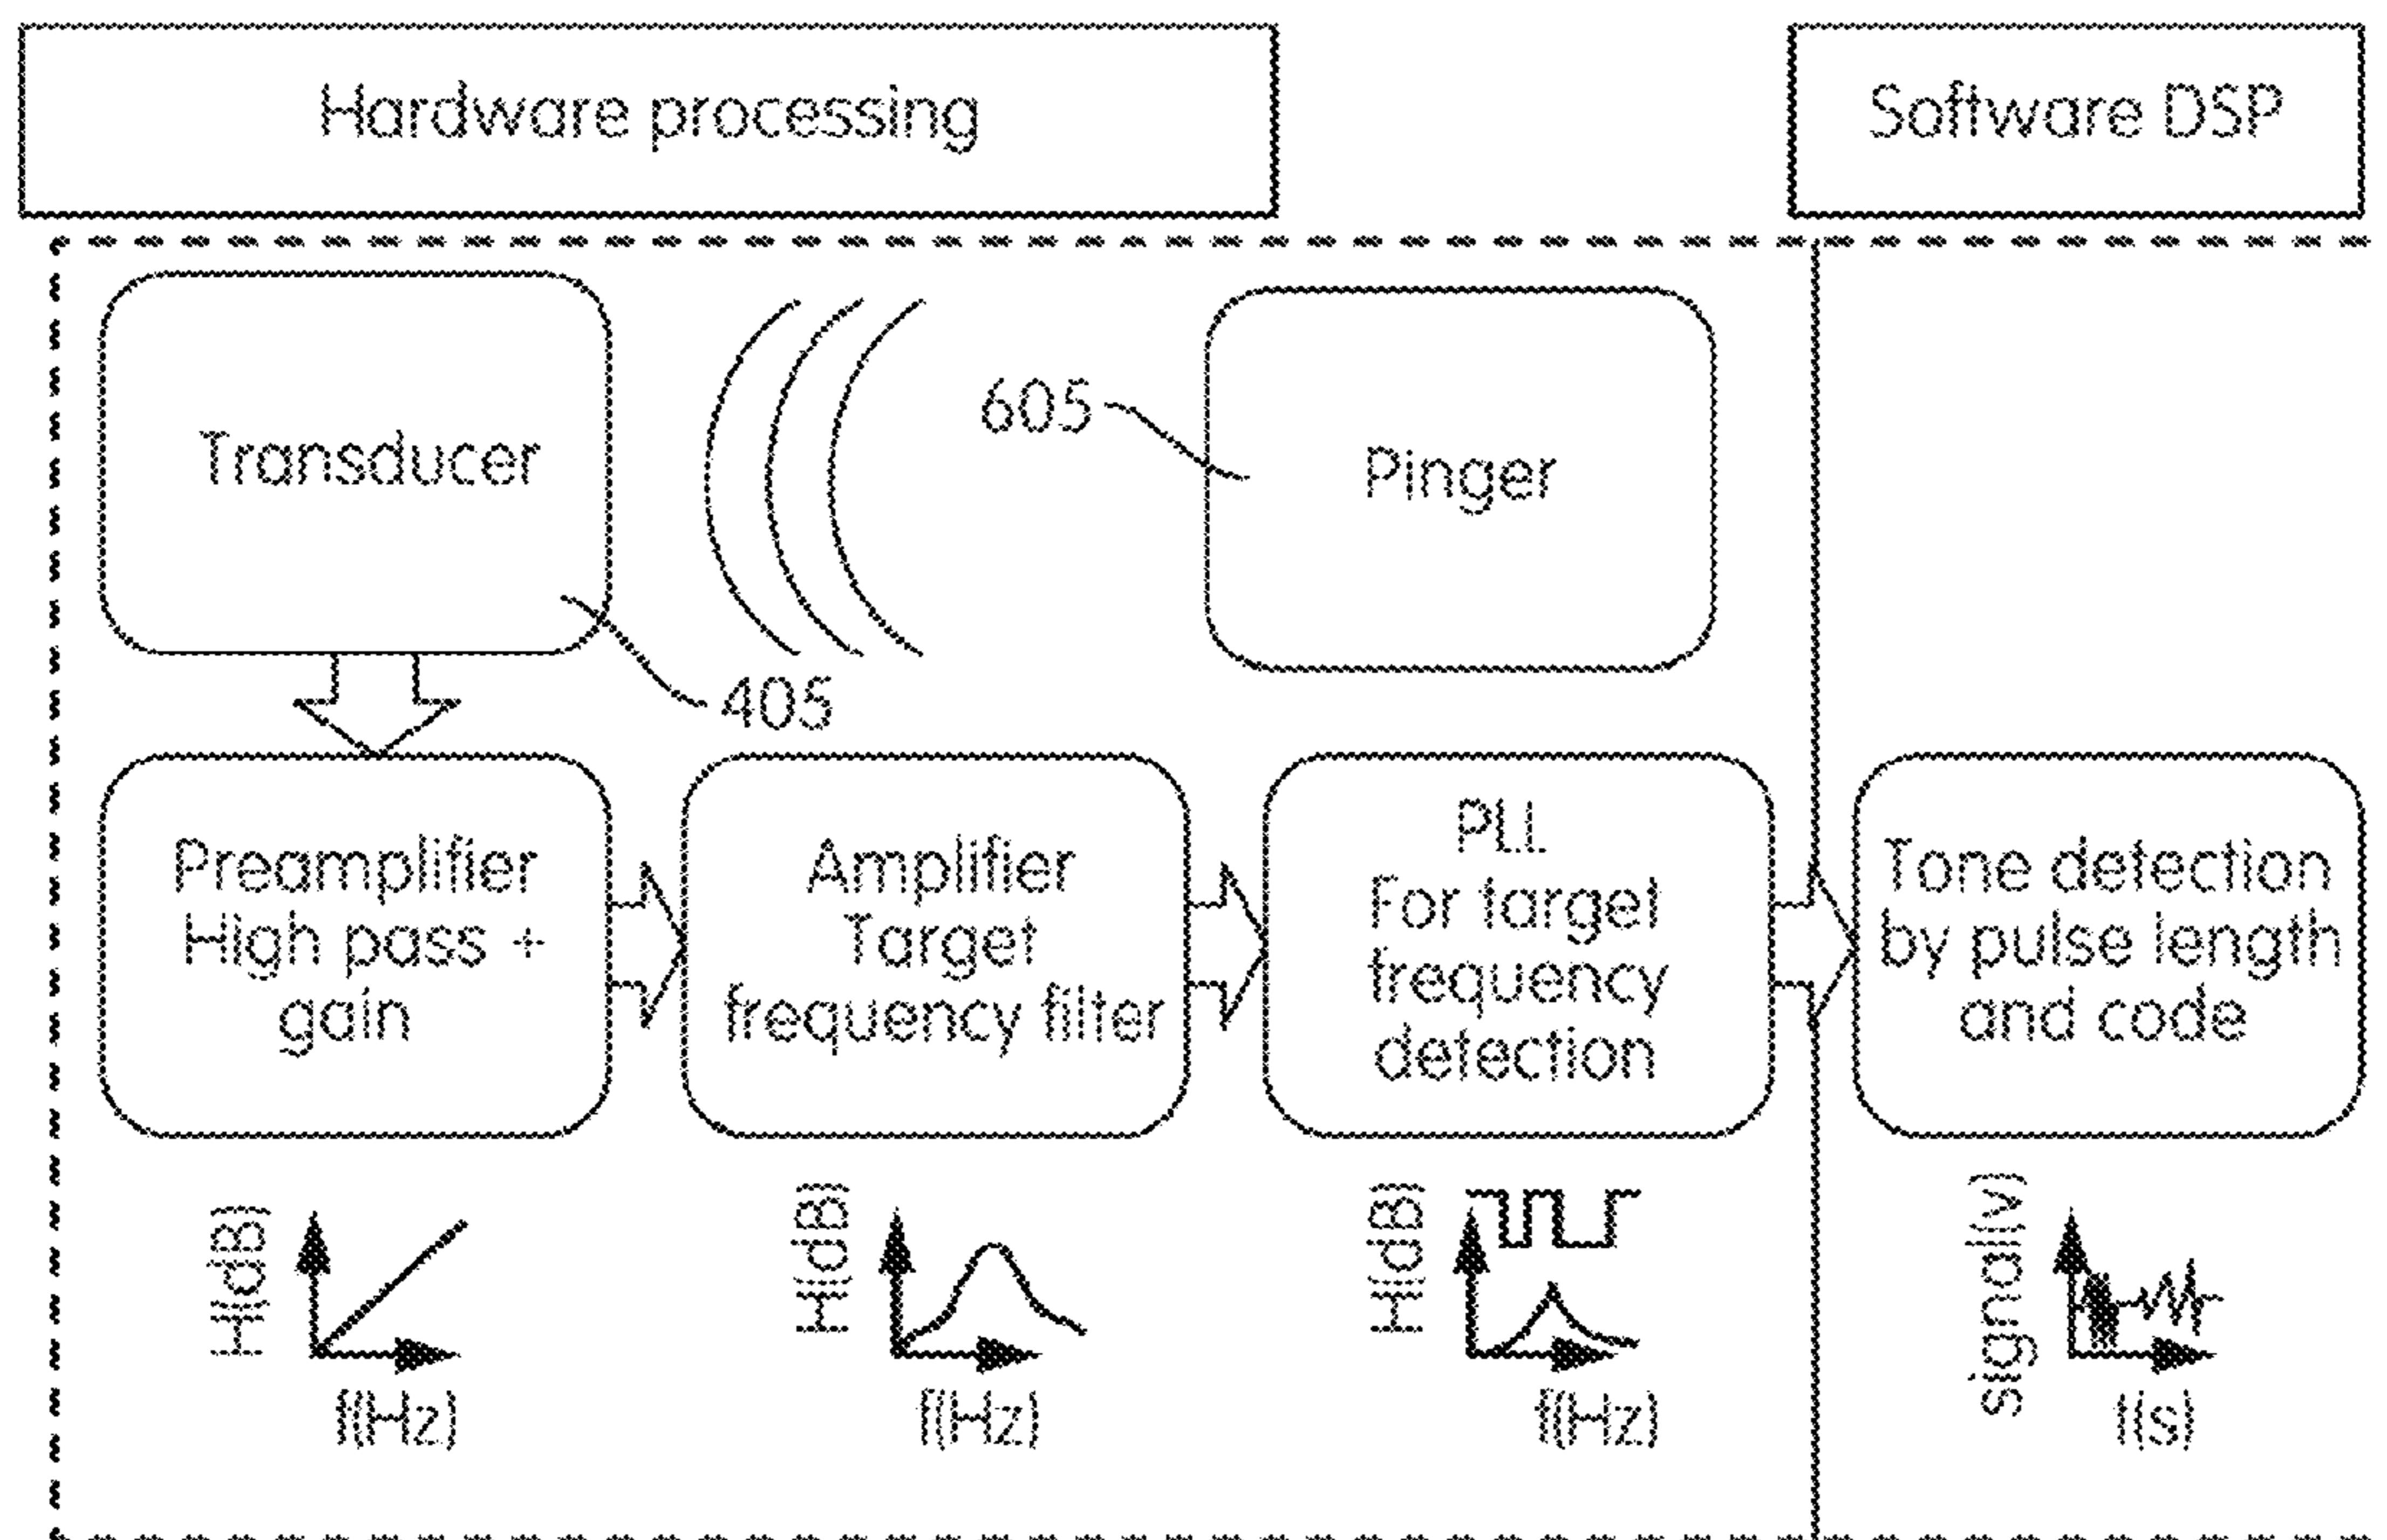 Hardware processing
Software DSP
Transducer
605
Pinger
405
Preamplifier
High pass +
gain
Amplifier
Target
frequency filter
PLL
For target
frequency
detection
Tone detection
by pulse length
and code
H(dB)
f(Hz)
H(dB)
f(Hz)
H(dB)
f(Hz)
signal(v)
t(s)